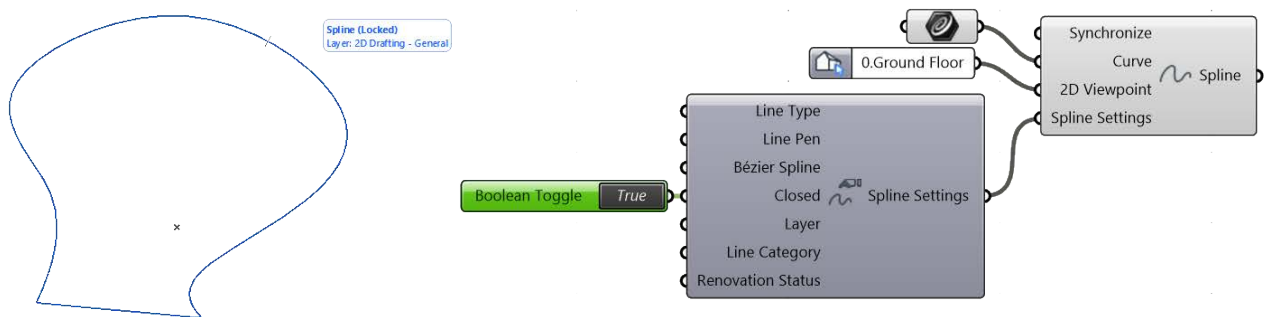 Spline (Locked)
Layer: 2D Drafting - General
0.Ground Floor
Synchronize
Curve
2D Viewpoint
Spline Settings
Spline
Line Type
Line Pen
Bézier Spline
Closed
Layer
Line Category
Renovation Status
Spline Settings
Boolean Toggle
True